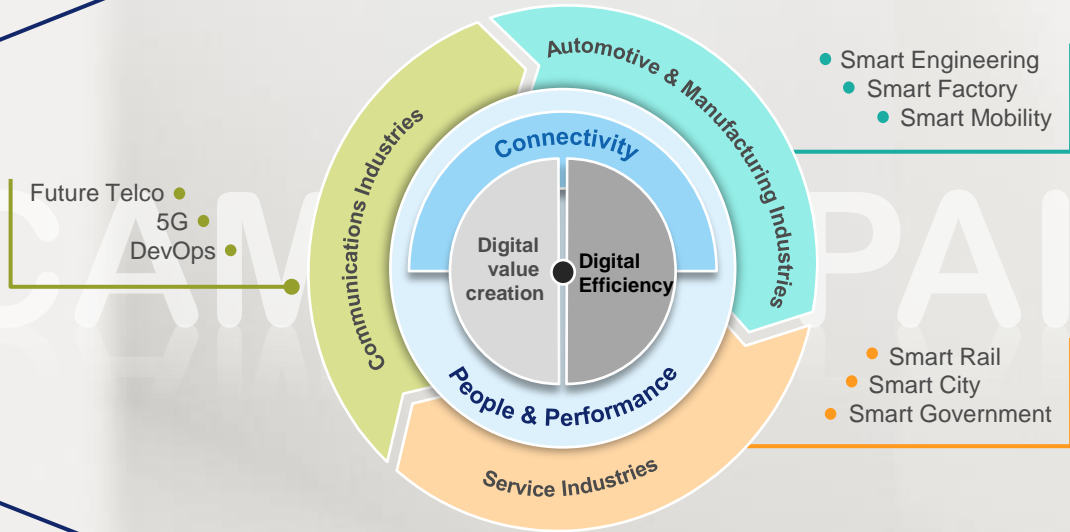 Automotive & Manufacturing Industries
Smart Engineering
Smart Factory
Smart Mobility
Communications Industries
Connectivity
Future Telco
5G
DevOps
Digital
value
creation
Digital
Efficiency
People & Performance
Smart Rail
Smart City
Smart Government
Service Industries